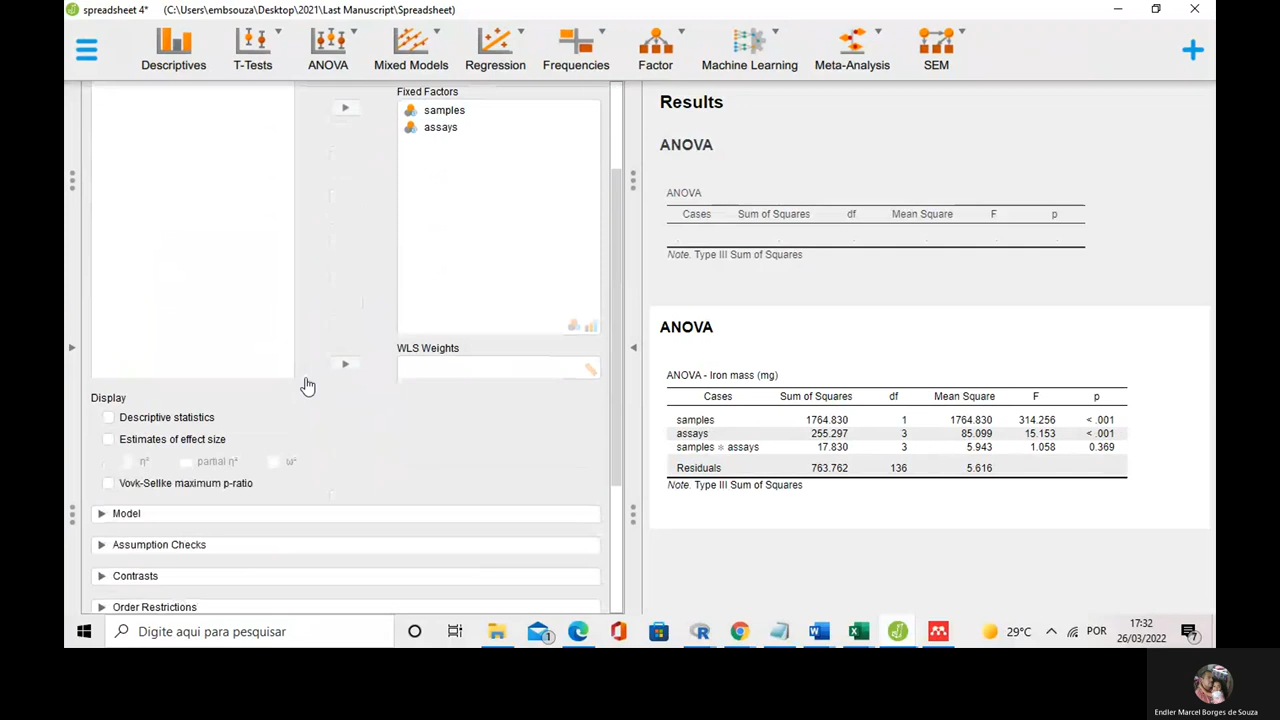 spreadsheet 4* (C:\Users\embsouza\Desktop\2021\Last Manuscript\Spreadsheet)
Descriptives T-Tests ANOVA Mixed Models Regression Frequencies Factor Machine Learning Meta-Analysis SEM
Fixed Factors
samples
assays
WLS Weights
Display
Descriptive statistics
Estimates of effect size
η² partial η² ω²
Vovk-Sellke maximum p-ratio
Model
Assumption Checks
Contrasts
Order Restrictions
Results
ANOVA
ANOVA
Cases Sum of Squares df Mean Square F p
. . . . . .
Note. Type III Sum of Squares
ANOVA
ANOVA - Iron mass (mg)
Cases Sum of Squares df Mean Square F p
samples 1764.830 1 1764.830 314.256 < .001
assays 255.297 3 85.099 15.153 < .001
samples ∗ assays 17.830 3 5.943 1.058 0.369
Residuals 763.762 136 5.616
Note. Type III Sum of Squares
Digite aqui para pesquisar
1
29°C
POR
17:32
26/03/2022
7
Endler Marcel Borges de Souza